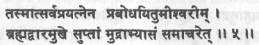 तस्मात्सर्वप्रयत्नेन प्रबोधयितुमीश्वरीम् ।
ब्रह्मद्वारमुखे सुप्तां मुद्राभ्यासं समाचरेत् ॥ ५ ॥